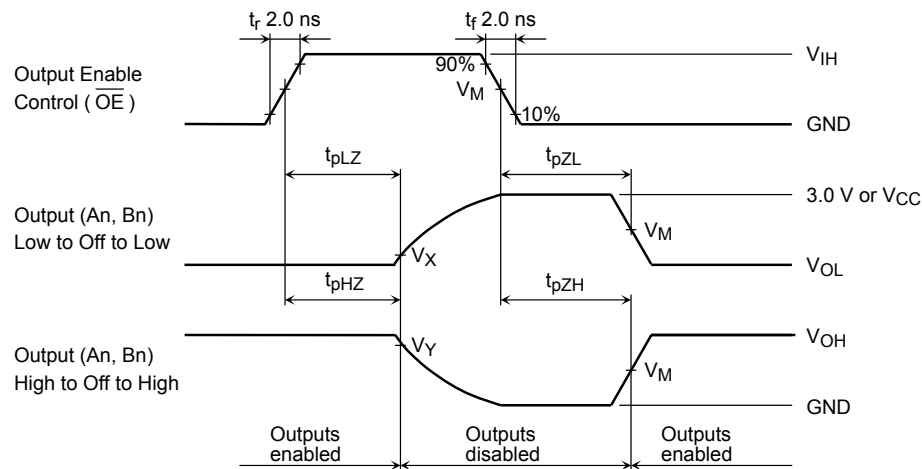 tr 2.0 ns
tf 2.0 ns
Output Enable
Control ( OE )
90%
VM
10%
VIH
GND
tpLZ
tpZL
Output (An, Bn)
Low to Off to Low
VX
VM
3.0 V or VCC
VOL
tpHZ
tpZH
Output (An, Bn)
High to Off to High
VY
VM
VOH
GND
Outputs
enabled
Outputs
disabled
Outputs
enabled